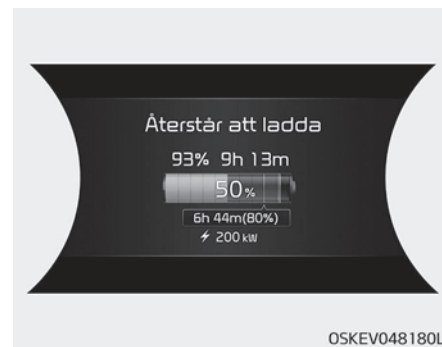 Återstår att ladda
93% 9h 13m
50%
6h 44m(80%)
200 kW
OSKEV048180L